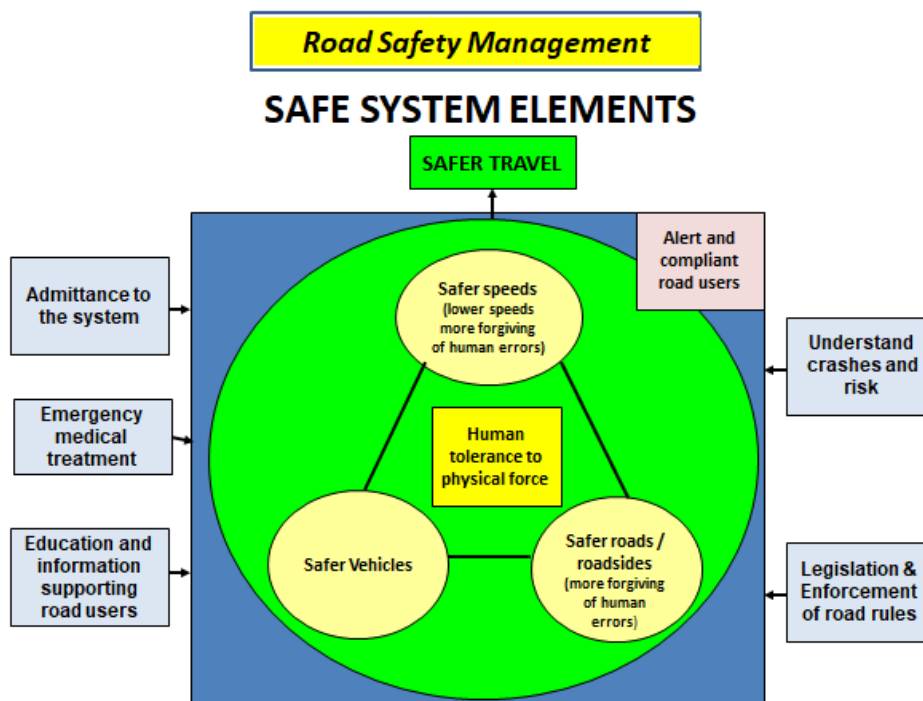 Road Safety Management
SAFE SYSTEM ELEMENTS
SAFER TRAVEL
Alert and
compliant
road users
Admittance to
the system
Emergency
medical
treatment
Education and
information
supporting
road users
Safer speeds
(lower speeds
more forgiving
of human errors)
Human
tolerance to
physical force
Safer Vehicles
Safer roads /
roadsides
(more forgiving
of human
errors)
Understand
crashes and
risk
Legislation &
Enforcement
of road rules